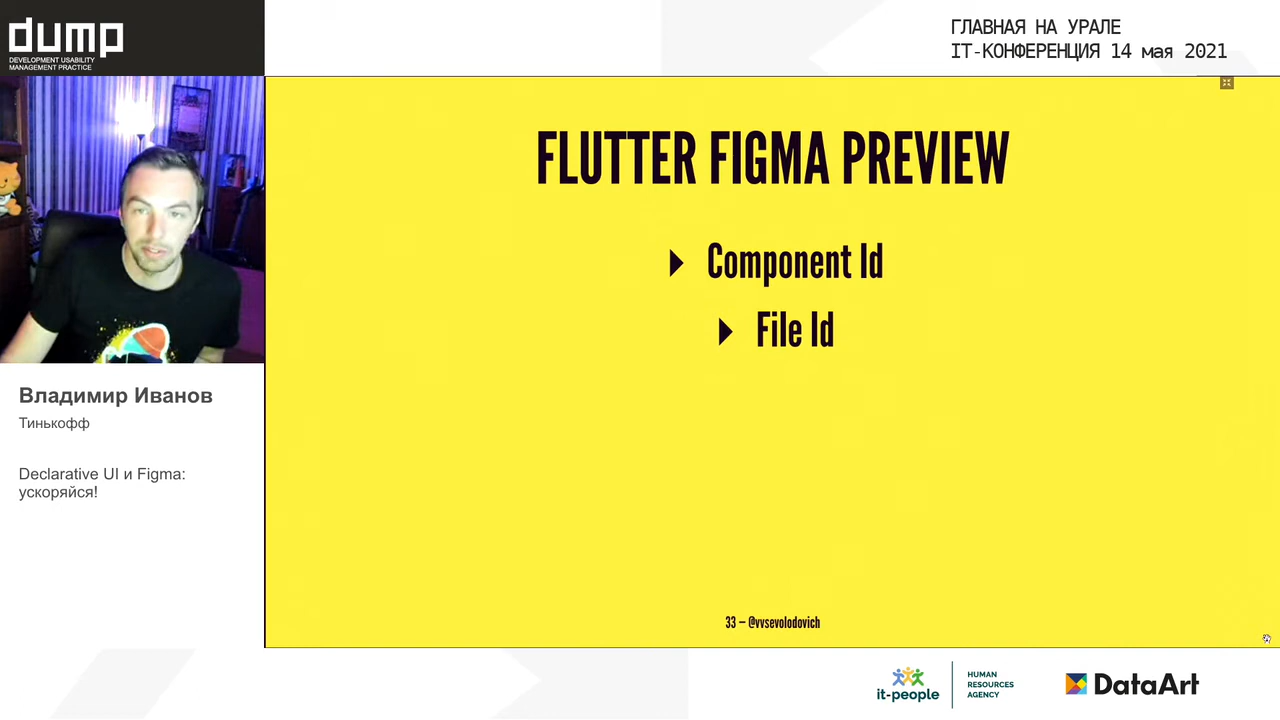 dump
DEVELOPMENT USABILITY
MANAGEMENT PRACTICE
ГЛАВНАЯ НА УРАЛЕ
IT-КОНФЕРЕНЦИЯ 14 мая 2021
FLUTTER FIGMA PREVIEW
Component Id
File Id
33 – @vvsevolodovich
Владимир Иванов
Тинькофф
Declarative UI и Figma:
ускоряйся!
it-people
HUMAN
RESOURCES
AGENCY
DataArt